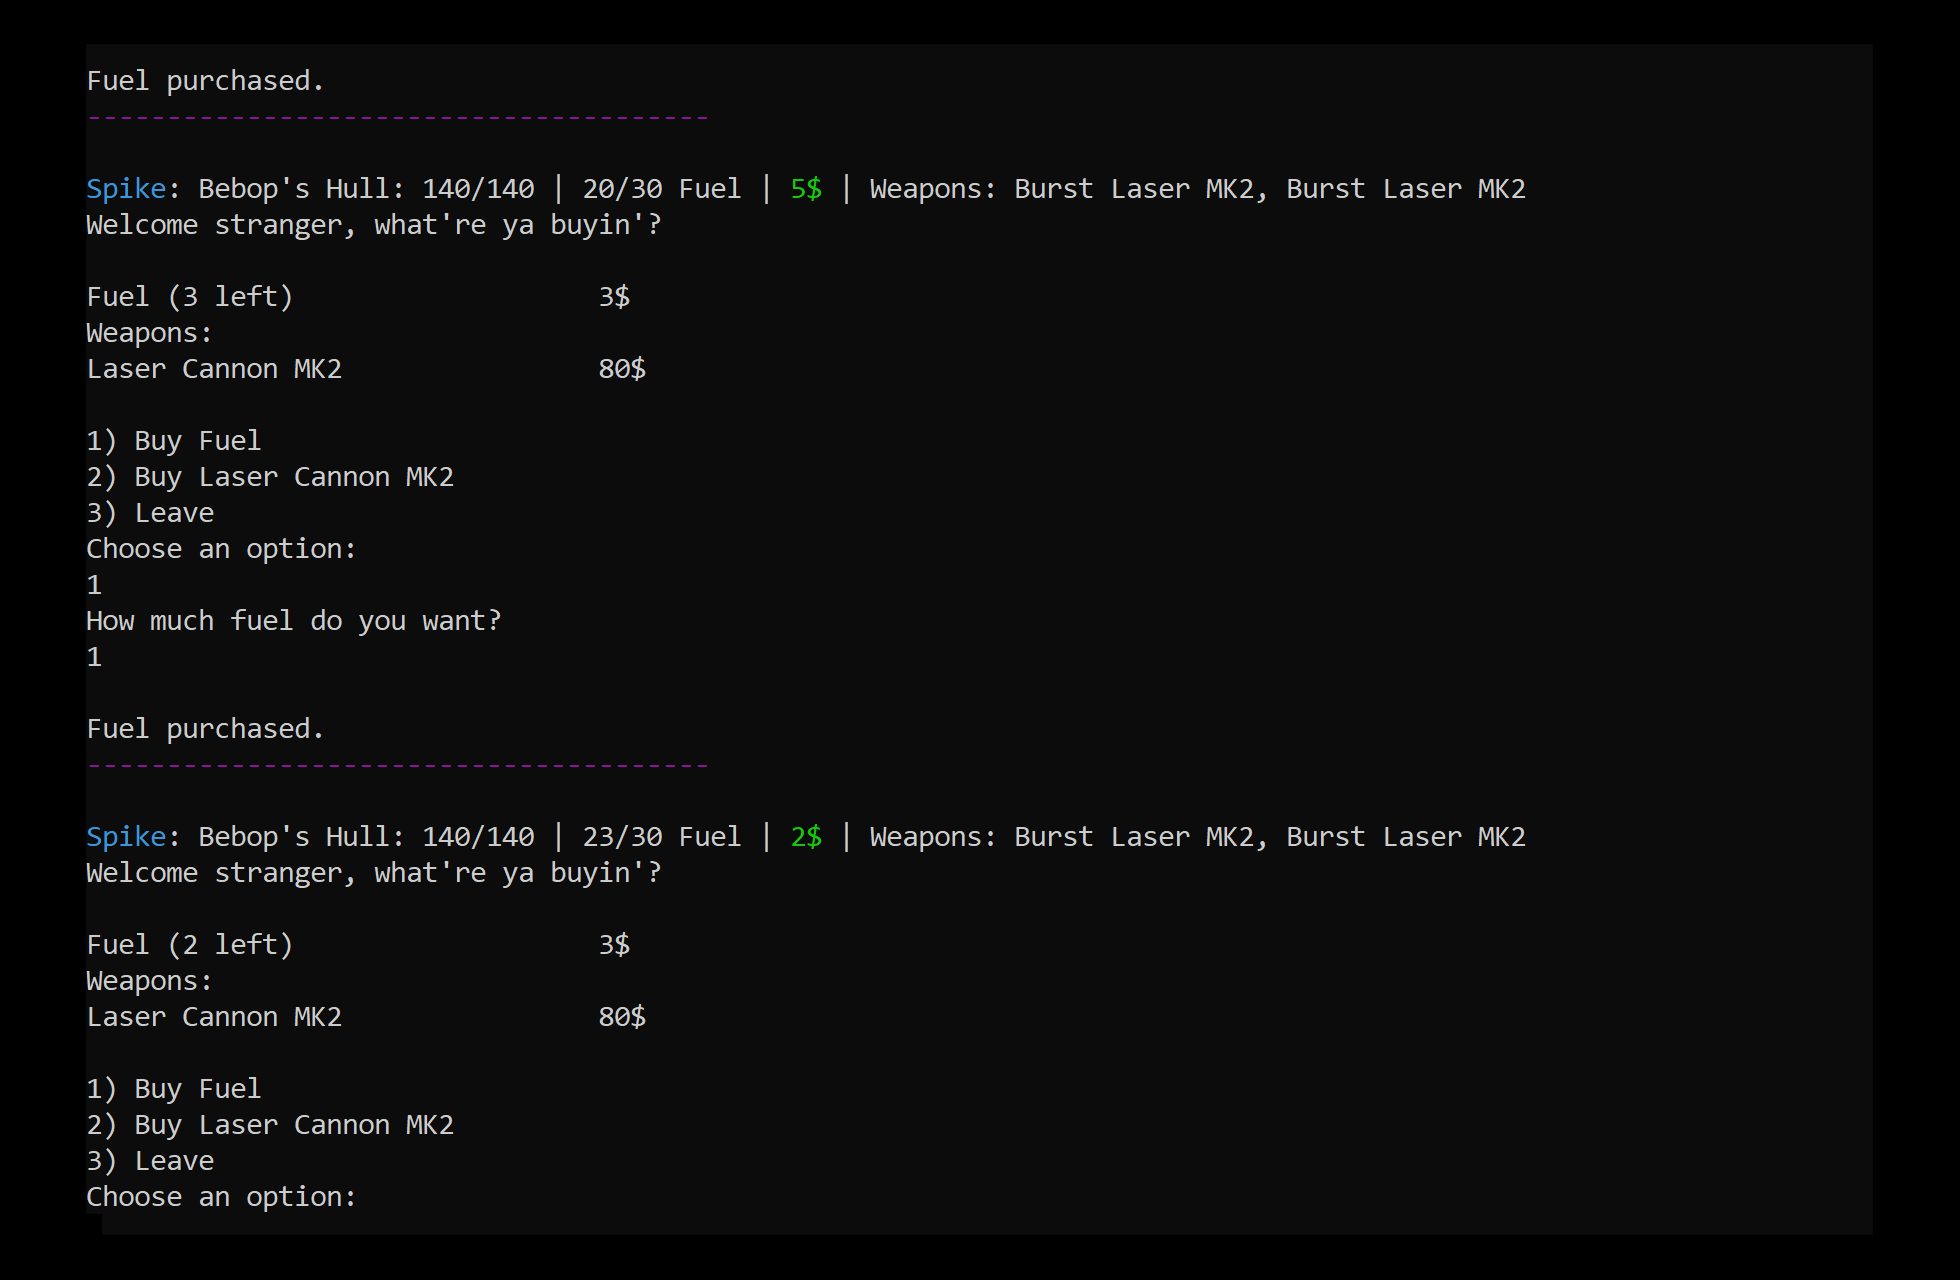 Fuel purchased.
---------------------------------------
Spike: Bebop's Hull: 140/140 | 20/30 Fuel | 5$ | Weapons: Burst Laser MK2, Burst Laser MK2
Welcome stranger, what're ya buyin'?
Fuel (3 left) 3$
Weapons:
Laser Cannon MK2 80$
1) Buy Fuel
2) Buy Laser Cannon MK2
3) Leave
Choose an option:
1
How much fuel do you want?
1
Fuel purchased.
---------------------------------------
Spike: Bebop's Hull: 140/140 | 23/30 Fuel | 2$ | Weapons: Burst Laser MK2, Burst Laser MK2
Welcome stranger, what're ya buyin'?
Fuel (2 left) 3$
Weapons:
Laser Cannon MK2 80$
1) Buy Fuel
2) Buy Laser Cannon MK2
3) Leave
Choose an option: